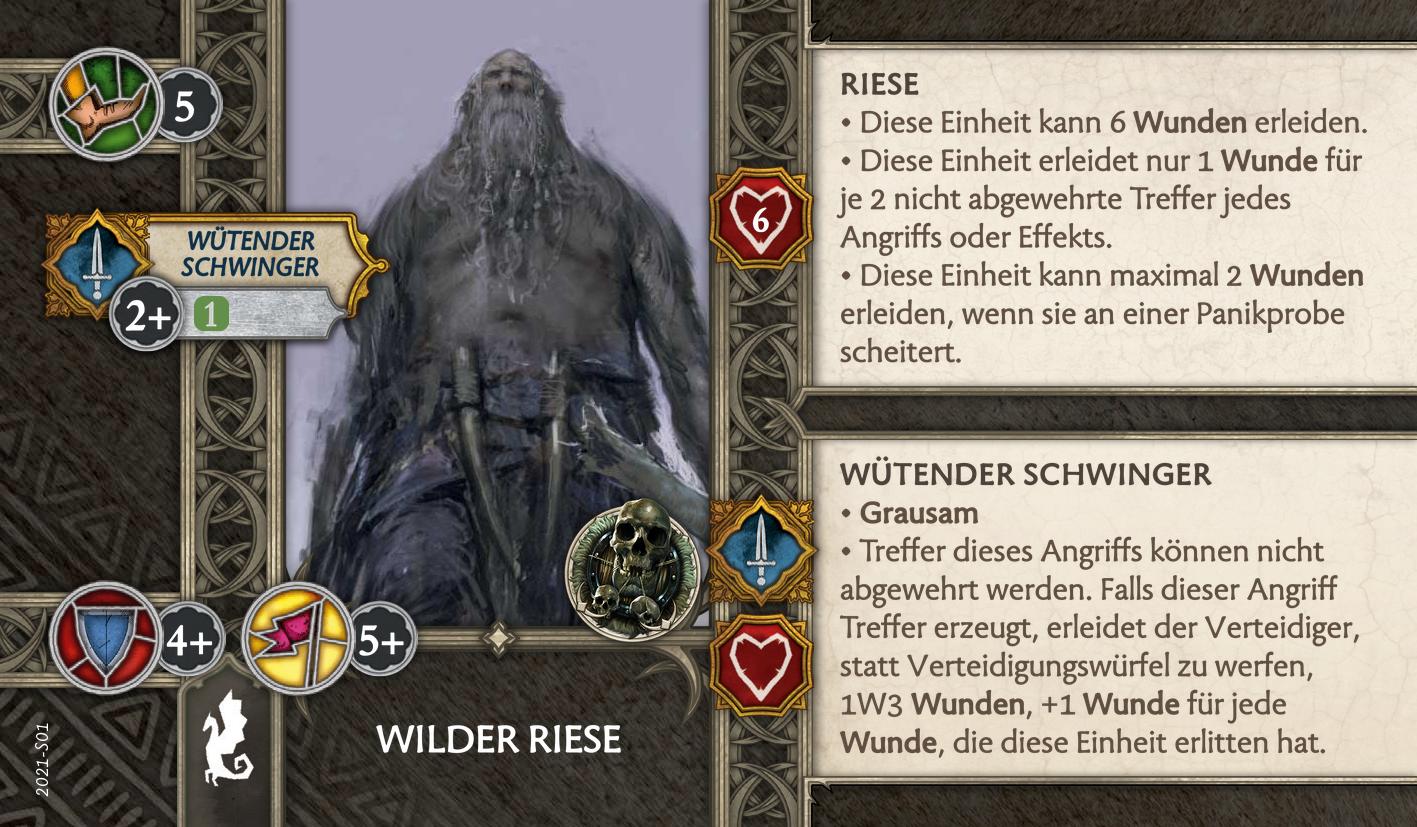 5
WÜTENDER
SCHWINGER
2+
1
4+
5+
WILDER RIESE
2021-S01
6
RIESE
• Diese Einheit kann 6 Wunden erleiden.
• Diese Einheit erleidet nur 1 Wunde für
je 2 nicht abgewehrte Treffer jedes
Angriffs oder Effekts.
• Diese Einheit kann maximal 2 Wunden
erleiden, wenn sie an einer Panikprobe
scheitert.
WÜTENDER SCHWINGER
• Grausam
• Treffer dieses Angriffs können nicht
abgewehrt werden. Falls dieser Angriff
Treffer erzeugt, erleidet der Verteidiger,
statt Verteidigungswürfel zu werfen,
1W3 Wunden, +1 Wunde für jede
Wunde, die diese Einheit erlitten hat.